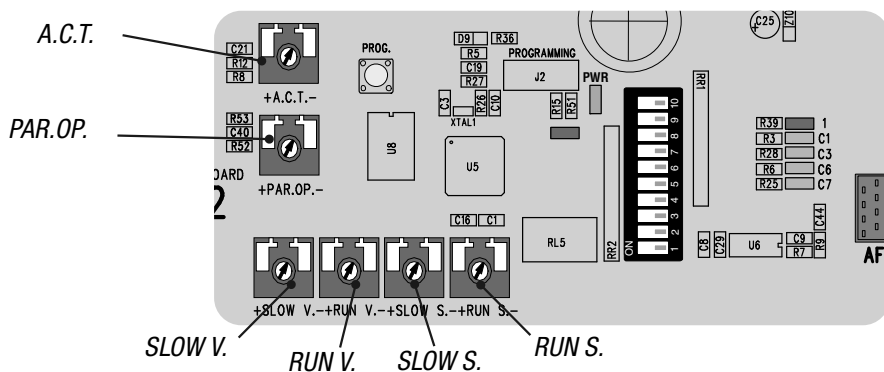 A.C.T.
PAR.OP.
SLOW V.
RUN V.
SLOW S.
RUN S.
C21
R12
R8
+A.C.T.-
R53
C40
R52
+PAR.OP.-
OARD
2
PROG.
U8
D9
R36
R5
C19
R27
C3
R26
C10
XTAL1
U5
C16
C1
PROGRAMMING
J2
PWR
R15
R51
RL5
RR2
ON
1
2
3
4
5
6
7
8
9
10
RR1
C25
+
Z10
R39
1
R3
C1
R28
C3
R6
C6
R25
C7
C44
C8
C29
U6
C9
R7
R9
AF
+SLOW V.-+RUN V.-+SLOW S.-+RUN S.-